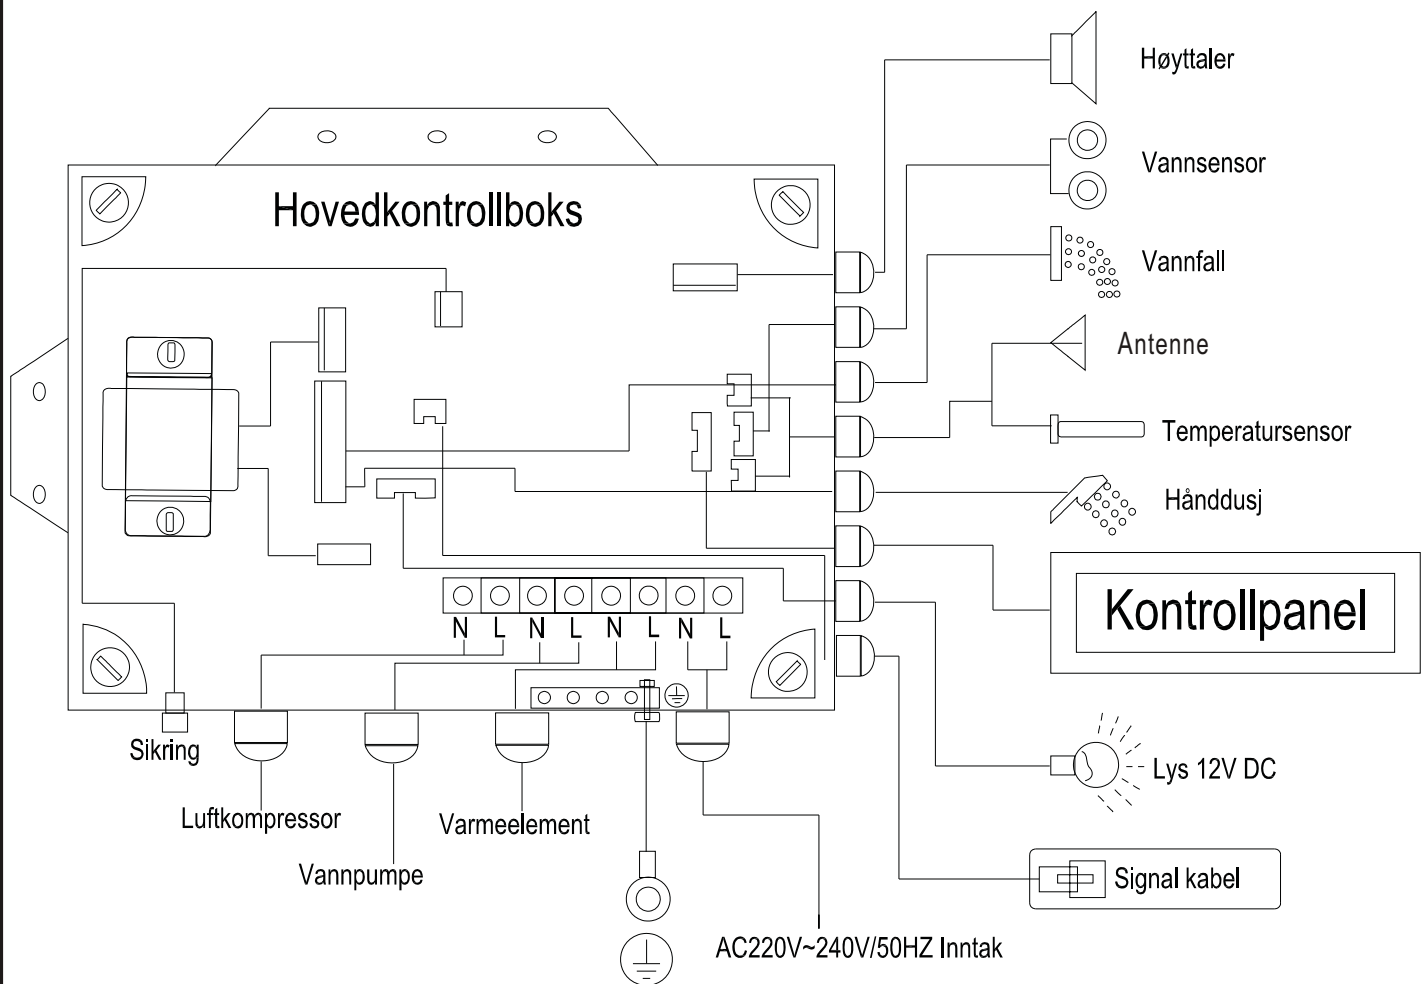 Høyttaler
Vannsensor
Hovedkontrollboks
Vannfall
Antenne
Temperatursensor
Hånddusj
Kontrollpanel
N L N L N L N L
Sikring
Lys 12V DC
Luftkompressor
Varmeelement
Vannpumpe
Signal kabel
AC220V~240V/50HZ Inntak